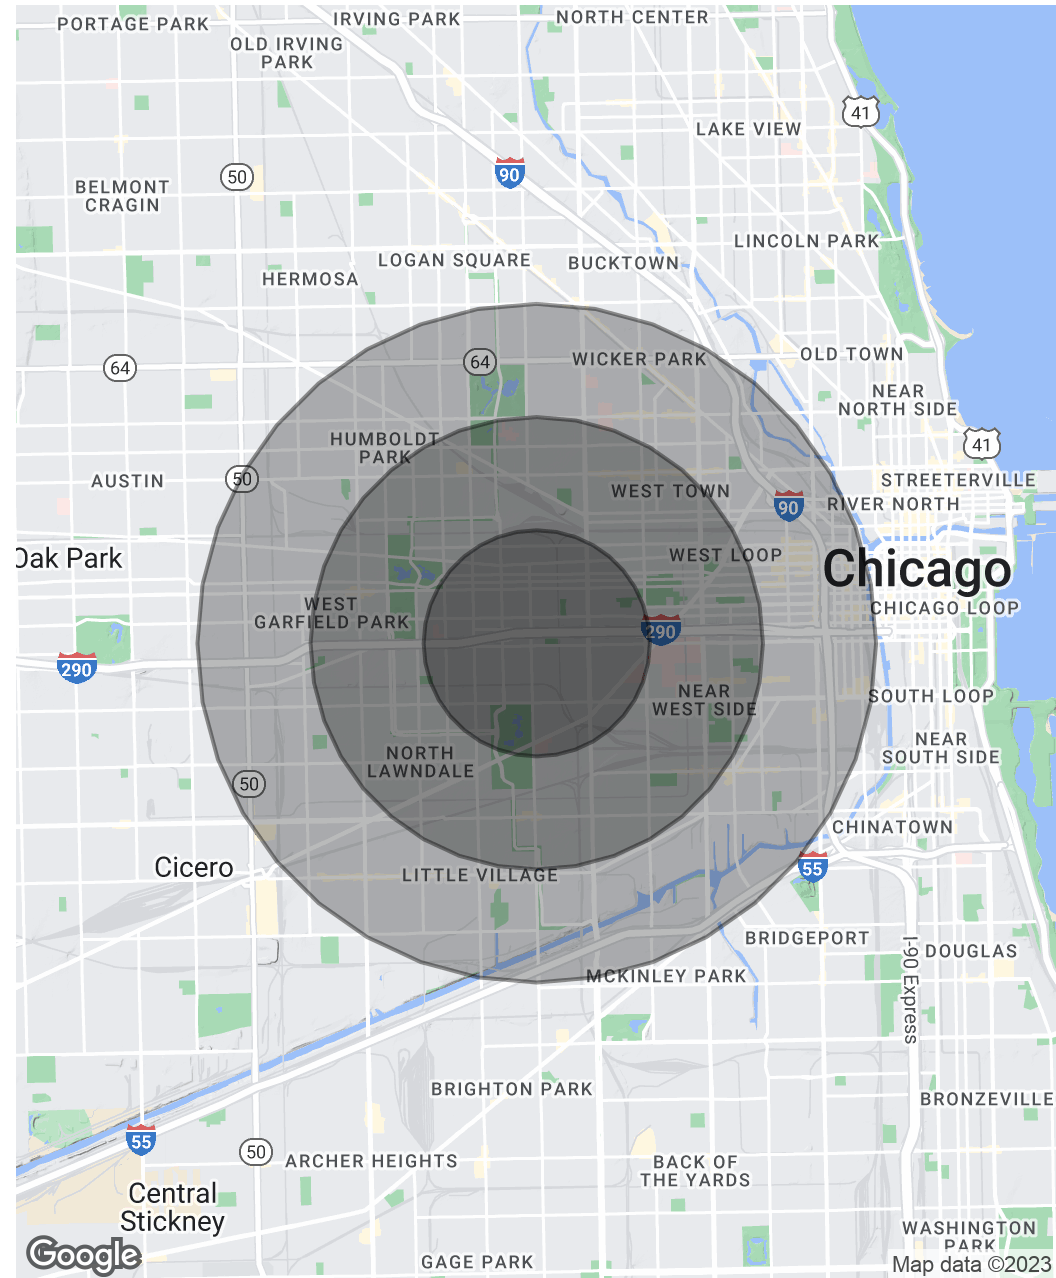 PORTAGE PARK
IRVING PARK
NORTH CENTER
OLD IRVING
PARK
41
LAKE VIEW
90
50
BELMONT
CRAGIN
LINCOLN PARK
LOGAN SQUARE
BUCKTOWN
HERMOSA
64
64
WICKER PARK
OLD TOWN
NEAR
NORTH SIDE
HUMBOLDT
PARK
41
50
AUSTIN
WEST TOWN
STREETERVILLE
90
RIVER NORTH
Oak Park
WEST LOOP
Chicago
WEST
GARFIELD PARK
CHICAGO LOOP
290
290
NEAR
WEST SIDE
SOUTH LOOP
NEAR
SOUTH SIDE
NORTH
LAWNDALE
50
CHINATOWN
Cicero
55
LITTLE VILLAGE
BRIDGEPORT
DOUGLAS
I-90 Express
MCKINLEY PARK
BRIGHTON PARK
BRONZEVILLE
55
50
ARCHER HEIGHTS
BACK OF
THE YARDS
Central
Stickney
WASHINGTON
PARK
Google
GAGE PARK
Map data ©2023